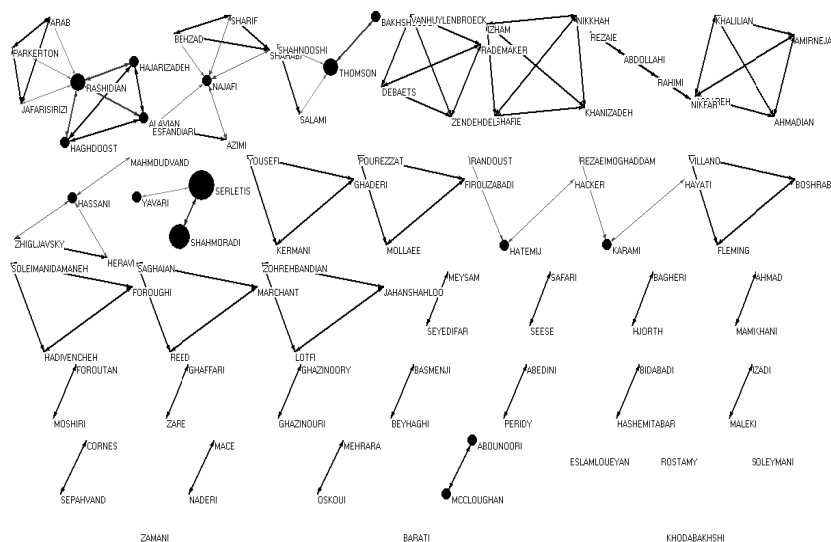 ARAB
SHARIF
BAKHSH
VANHUYLENBROECK
NIKKHAH
KHALILIAN
BEHZAD
IZHAM
REZAIE
AMIRNEJA
PARKERTON
SHAHNOOSHI
RADEMAKER
ABDOLLAHI
HAJARIZADEH
THOMSON
RASHIDIAN
NAJAFI
RAHIMI
DEBAETS
JAFARISIRIZI
NIKFAR
KHANIZADEH
ALAVIAN
SALAMI
ZENDEHDEL
SHAFIE
AHMADIAN
ESFANDIARI
HAGHDOOST
AZIMI
MAHMOUDVAND
YOUSEFI
POUREZZAT
IRANDOUST
REZAEIMOGHADDAM
VILLANO
SERLETIS
GHADERI
FIROUZABADI
HACKER
HAYATI
BOSHRAB
HASSANI
YAVARI
ZHIGLJAVSKY
SHAHMORADI
KERMANI
MOLLAEE
HATEMIJ
KARAMI
FLEMING
HERAVI
SOLEIMANIDAMANEH
SAGHAIAN
ZOHREHBANDIAN
MEYSAM
SAFARI
BAGHERI
AHMAD
FOROUGHI
MARCHANT
JAHANSHAHLOO
SEYEDIFAR
SEESE
HJORTH
MAMIKHANI
HADIVENCHEH
REED
LOTFI
FOROUTAN
GHAFFARI
GHAZINOORY
BASMENJI
ABEDINI
BIDABADI
IZADI
MOSHIRI
ZARE
GHAZINOURI
BEYHAGHI
PERIDY
HASHEMITABAR
MALEKI
CORNES
MACE
MEHRARA
ABOUNOORI
ESLAMLOUEYAN
ROSTAMY
SOLEYMANI
SEPAHVAND
NADERI
OSKOUI
MCCLOUGHAN
ZAMANI
BARATI
KHODABAKHSHI